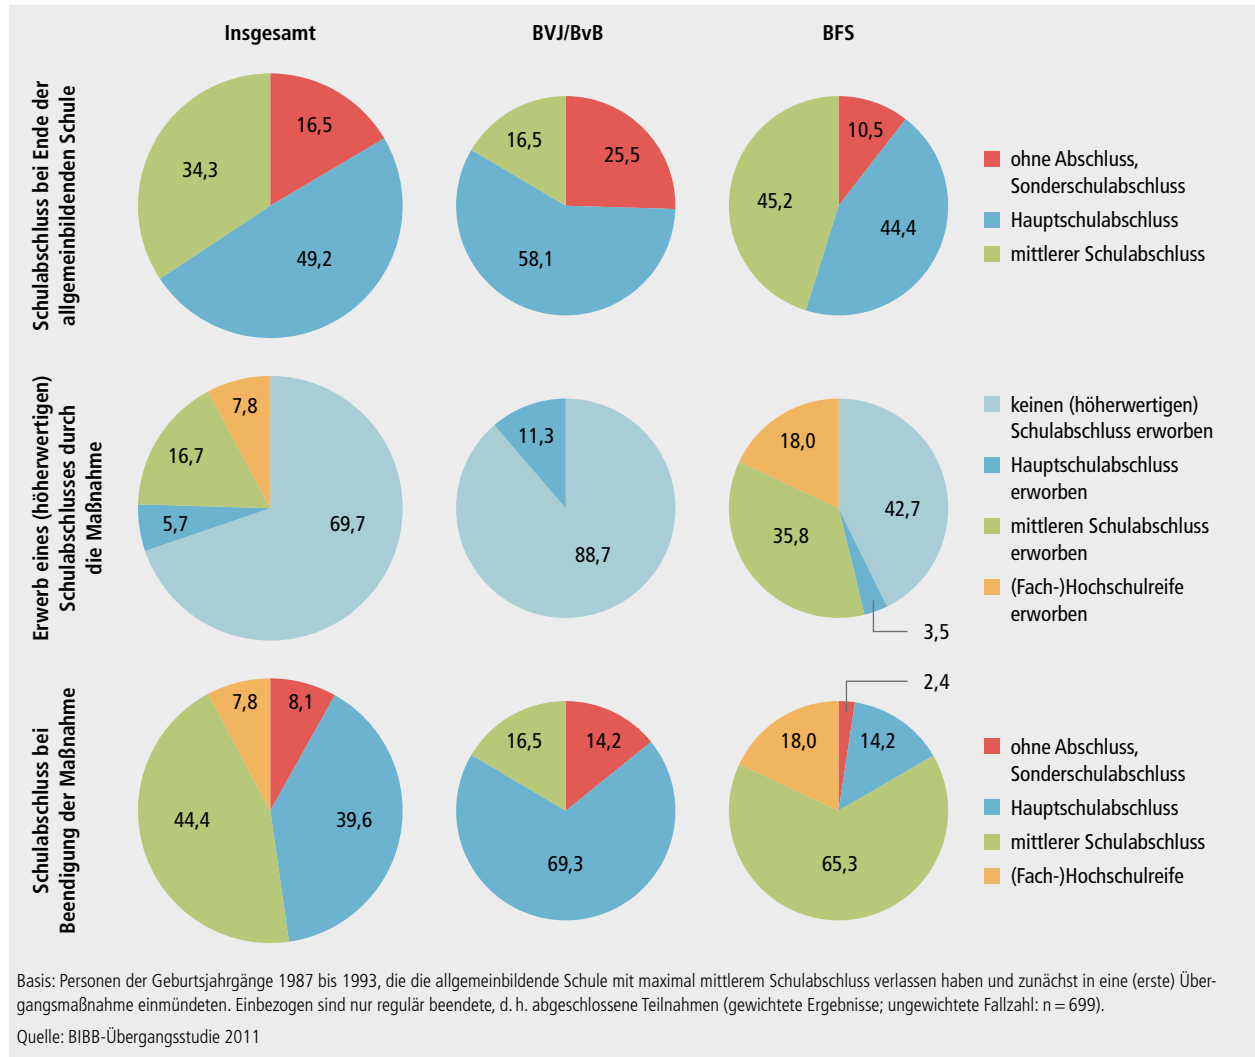 Insgesamt
BVJ/BvB
BFS
Schulabschluss bei Ende der
allgemeinbildenden Schule
16,5
34,3
49,2
16,5
25,5
58,1
10,5
45,2
44,4
ohne Abschluss,
Sonderschulabschluss
Hauptschulabschluss
mittlerer Schulabschluss
Erwerb eines (höherwertigen)
Schulabschlusses durch
die Maßnahme
7,8
16,7
5,7
69,7
11,3
88,7
18,0
42,7
35,8
3,5
keinen (höherwertigen)
Schulabschluss erworben
Hauptschulabschluss
erworben
mittleren Schulabschluss
erworben
(Fach-)Hochschulreife
erworben
Schulabschluss bei
Beendigung der Maßnahme
7,8
8,1
44,4
39,6
16,5
14,2
69,3
2,4
18,0
14,2
65,3
ohne Abschluss,
Sonderschulabschluss
Hauptschulabschluss
mittlerer Schulabschluss
(Fach-)Hochschulreife
Basis: Personen der Geburtsjahrgänge 1987 bis 1993, die die allgemeinbildende Schule mit maximal mittlerem Schulabschluss verlassen haben und zunächst in eine (erste) Über-
gangsmaßnahme einmündeten. Einbezogen sind nur regulär beendete, d. h. abgeschlossene Teilnahmen (gewichtete Ergebnisse; ungewichtete Fallzahl: n = 699).
Quelle: BIBB-Übergangsstudie 2011